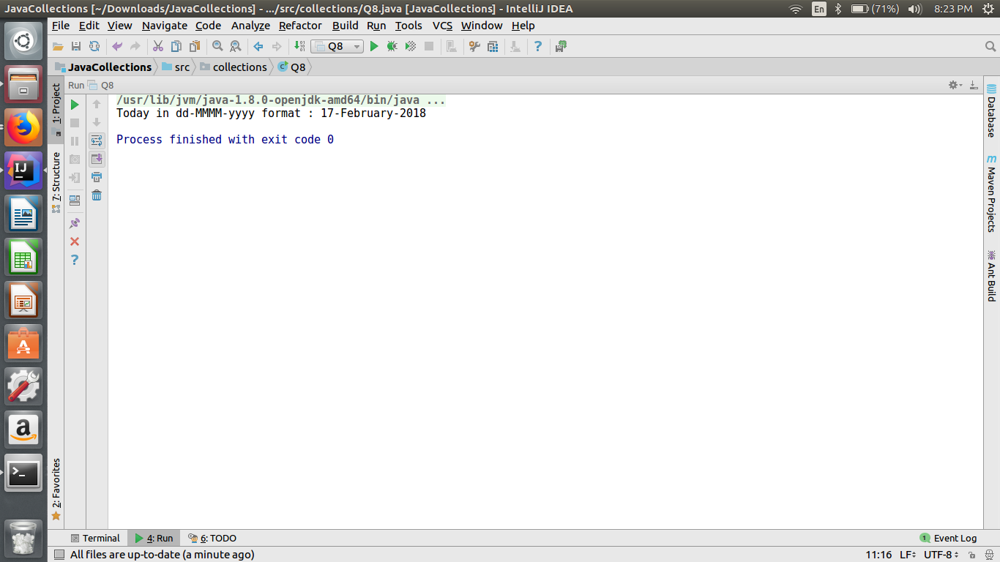 JavaCollections [~/Downloads/JavaCollections] - .../src/collections/Q8.java [JavaCollections] - IntelliJ IDEA
En
(71%)
8:23 PM
File Edit View Navigate Code Analyze Refactor Build Run Tools VCS Window Help
Q8
JavaCollections
src
collections
Q8
Run Q8
1: Project
7: Structure
2: Favorites
/usr/lib/jvm/java-1.8.0-openjdk-amd64/bin/java ...
Today in dd-MMMM-yyyy format : 17-February-2018
Process finished with exit code 0
Database
m
Maven Projects
Ant Build
IJ
A
a
>_
Terminal
4: Run
6: TODO
1 Event Log
All files are up-to-date (a minute ago)
11:16
LF
UTF-8